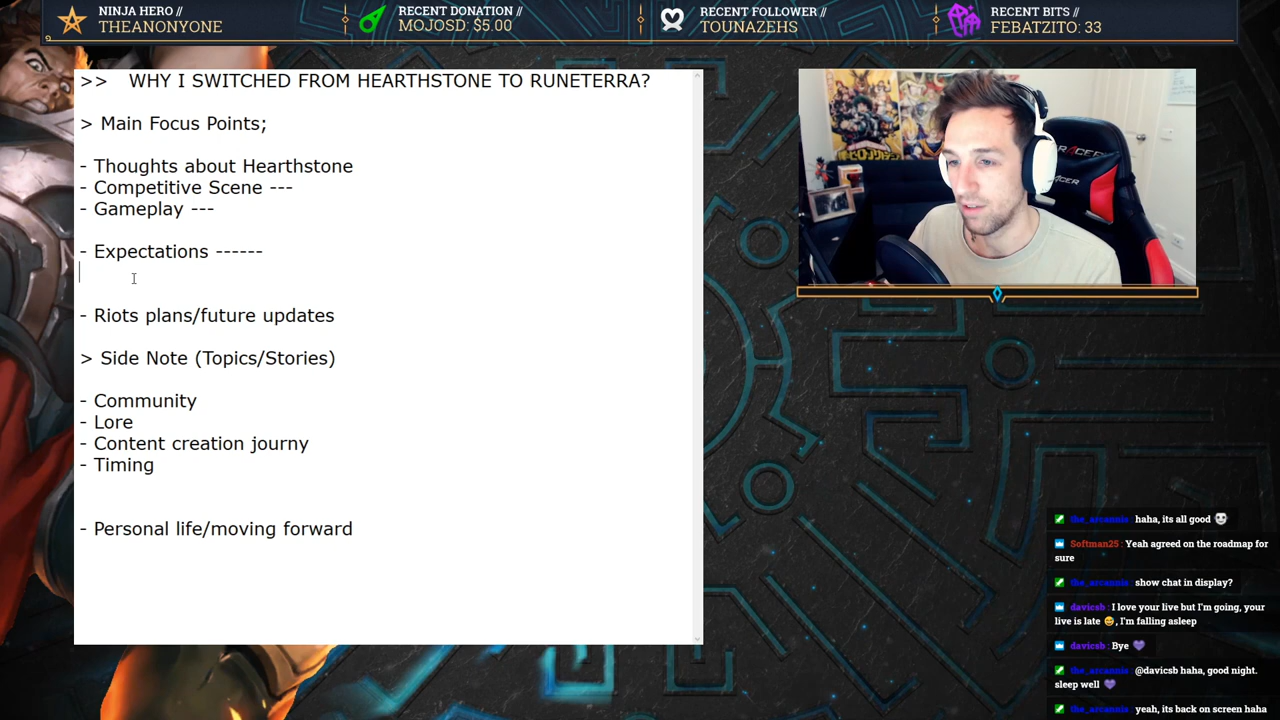 NINJA HERO //
THEANONYONE
RECENT DONATION //
MOJOSD: $5.00
RECENT FOLLOWER //
TOUNAZEHS
RECENT BITS //
FEBATZITO: 33
>> WHY I SWITCHED FROM HEARTHSTONE TO RUNETERRA?
> Main Focus Points;
- Thoughts about Hearthstone
- Competitive Scene ---
- Gameplay ---
- Expectations ------
- Riots plans/future updates
> Side Note (Topics/Stories)
- Community
- Lore
- Content creation journy
- Timing
- Personal life/moving forward
the_arcannis : haha, its all good
Softman25 : Yeah agreed on the roadmap for
sure
the_arcannis : show chat in display?
davicsb : I love your live but I'm going, your
live is late 😅, I'm falling asleep
davicsb : Bye 💜
the_arcannis : @davicsb haha, good night.
sleep well 💜
the_arcannis : yeah, its back on screen haha